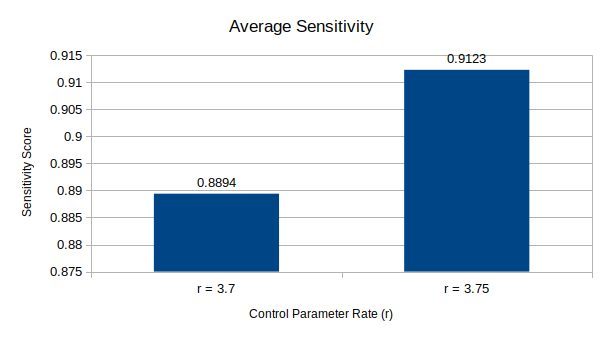 Average Sensitivity
0.915
0.91
0.905
0.9
0.895
0.89
0.885
0.88
0.875
Sensitivity Score
0.8894
0.9123
r = 3.7
r = 3.75
Control Parameter Rate (r)